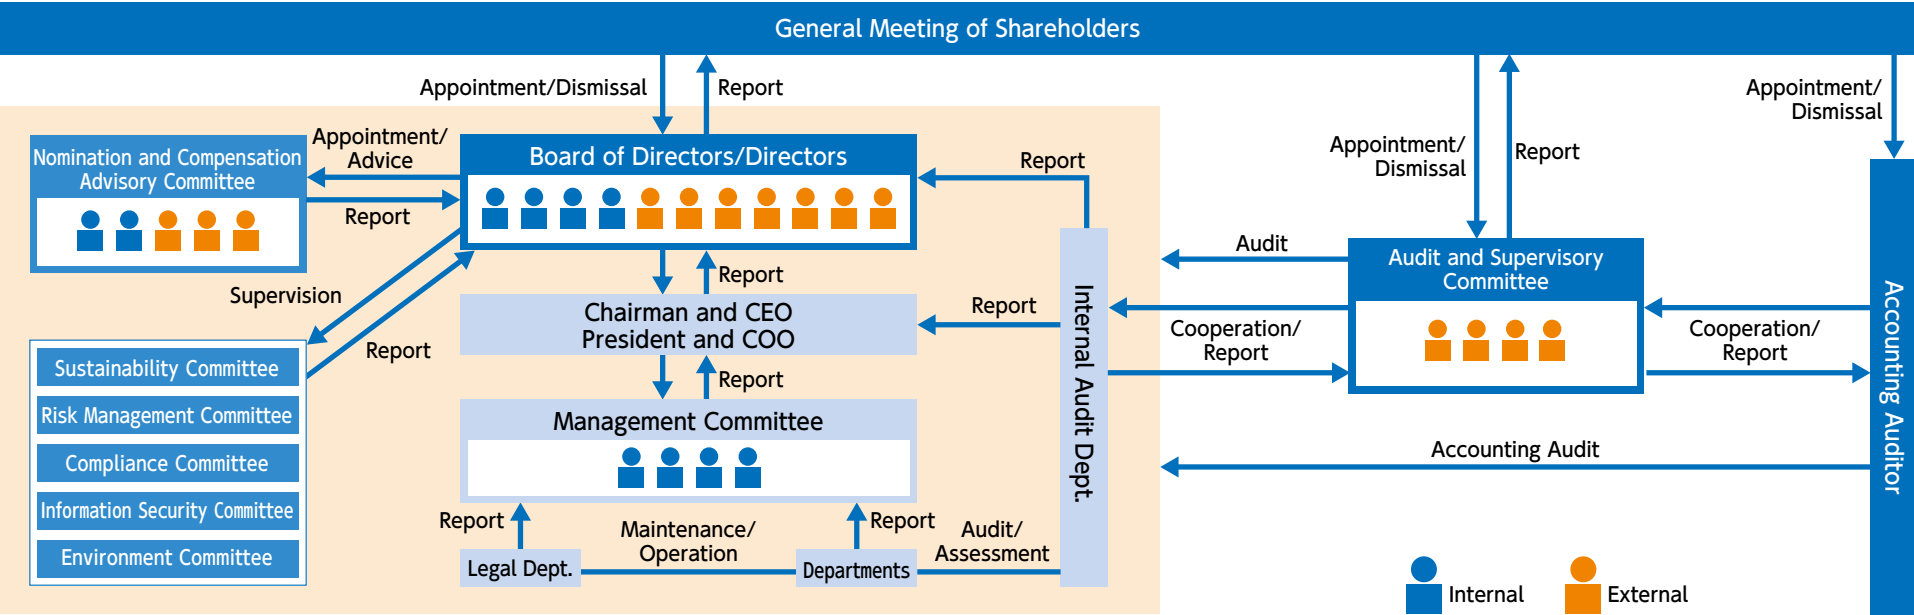 General Meeting of Shareholders
Appointment/Dismissal
Report
Appointment/
Dismissal
Report
Appointment/
Dismissal
Nomination and Compensation
Advisory Committee
Appointment/
Advice
Report
Board of Directors/Directors
Report
Supervision
Report
Report
Chairman and CEO
President and COO
Report
Report
Internal Audit Dept.
Audit
Cooperation/
Report
Audit and Supervisory
Committee
Cooperation/
Report
Accounting Auditor
Accounting Audit
Sustainability Committee
Risk Management Committee
Compliance Committee
Information Security Committee
Environment Committee
Management Committee
Report
Maintenance/
Operation
Report
Audit/
Assessment
Legal Dept.
Departments
Internal
External